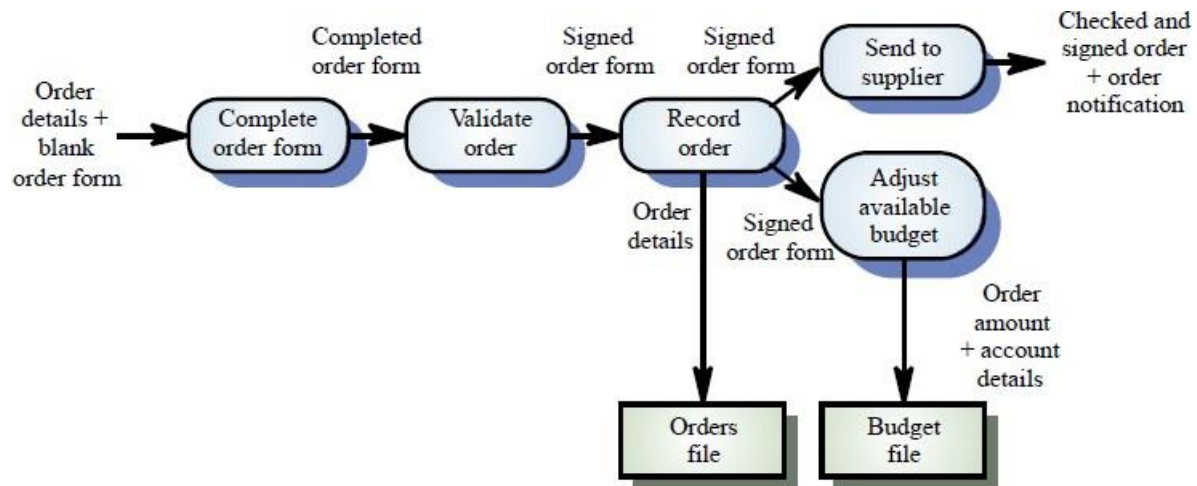 Order
details +
blank
order form
Complete
order form
Completed
order form
Validate
order
Signed
order form
Record
order
Signed
order form
Send to
supplier
Checked and
signed order
+ order
notification
Order
details
Signed
order form
Adjust
available
budget
Order
amount
+ account
details
Orders
file
Budget
file